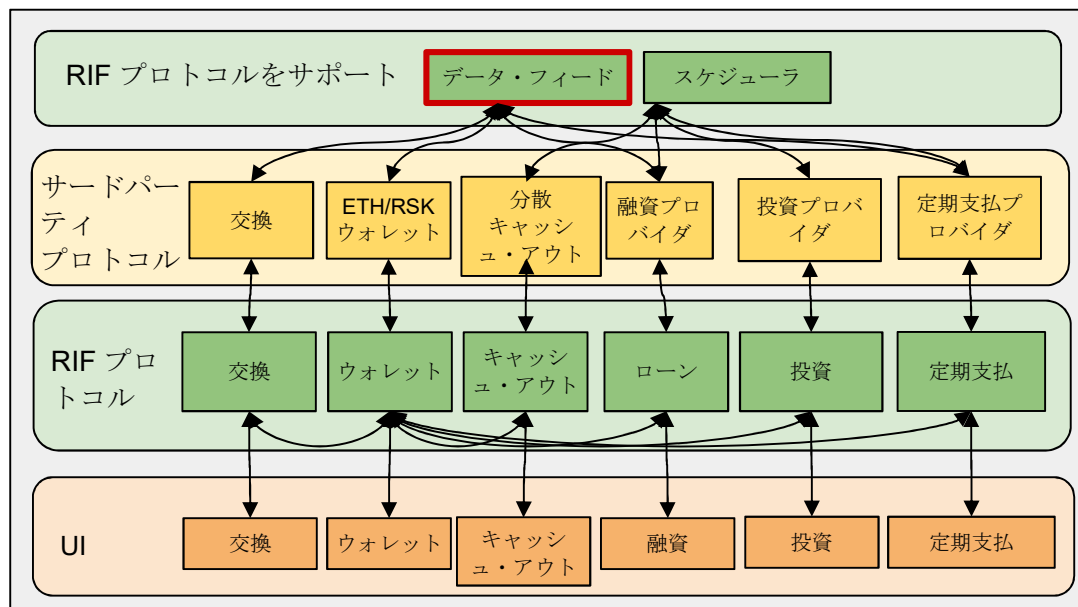 RIF プロトコルをサポート
データ・フィード
スケジューラ
サードパー
ティ
プロトコル
交換
ETH/RSK
ウォレット
分散
キャッシ
ュ・アウト
融資プロ
バイダ
投資プロバ
イダ
定期支払プ
ロバイダ
RIF プロ
トコル
交換
ウォレット
キャッシ
ュ・アウト
ローン
投資
定期支払
UI
交換
ウォレット
キャッシ
ュ・アウト
融資
投資
定期支払